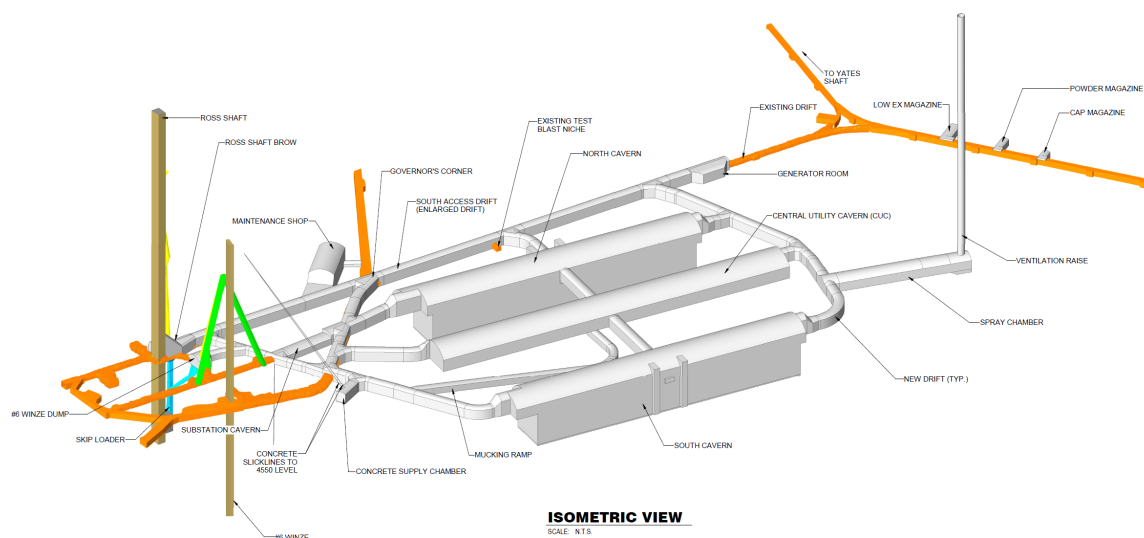 TO YATES
SHAFT
POWDER MAGAZINE
LOW EX MAGAZINE
CAP MAGAZINE
ROSS SHAFT
EXISTING TEST
BLAST NICHE
EXISTING DRIFT
ROSS SHAFT BROW
NORTH CAVERN
GOVERNOR'S CORNER
GENERATOR ROOM
SOUTH ACCESS DRIFT
(ENLARGED DRIFT)
CENTRAL UTILITY CAVERN (CUC)
MAINTENANCE SHOP
VENTILATION RAISE
SPRAY CHAMBER
NEW DRIFT (TYP.)
#6 WINZE DUMP
SUBSTATION CAVERN
SKIP LOADER
SOUTH CAVERN
CONCRETE
SLICKLINES TO
4550 LEVEL
MUCKING RAMP
CONCRETE SUPPLY CHAMBER
ISOMETRIC VIEW
SCALE: N.T.S.
#6 WINZE